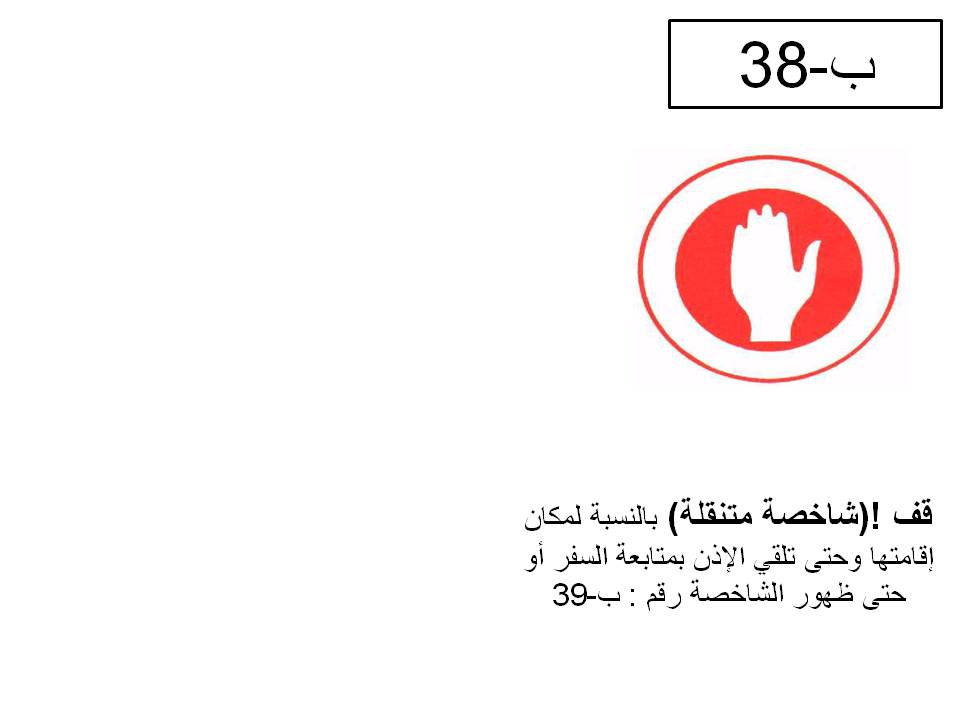 ب-38
قف !(شاخصة متنقلة) بالنسبة لمكان
إقامتها وحتى تلقي الإذن بمتابعة السفر أو
حتى ظهور الشاخصة رقم : ب-39